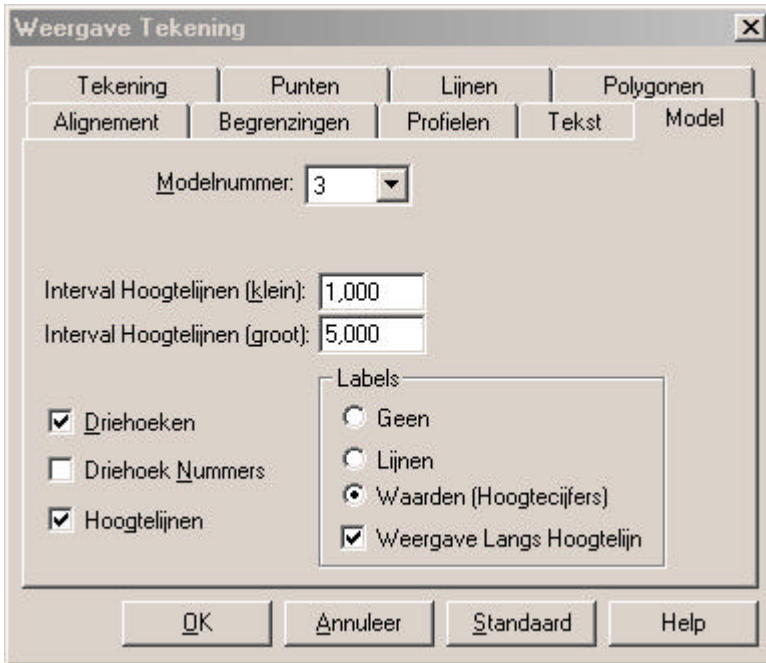 Weergave Tekening
Tekening Punten Lijnen Polygonen
Alignement Begrenzingen Profielen Tekst Model
Modelnummer: 3
Interval Hoogtelijnen (klein): 1,000
Interval Hoogtelijnen (groot): 5,000
Labels
Geen
Driehoeken
Lijnen
Driehoek Nummers
Waarden (Hoogtecijfers)
Hoogtelijnen
Weergave Langs Hoogtelijn
OK Annuleer Standaard Help